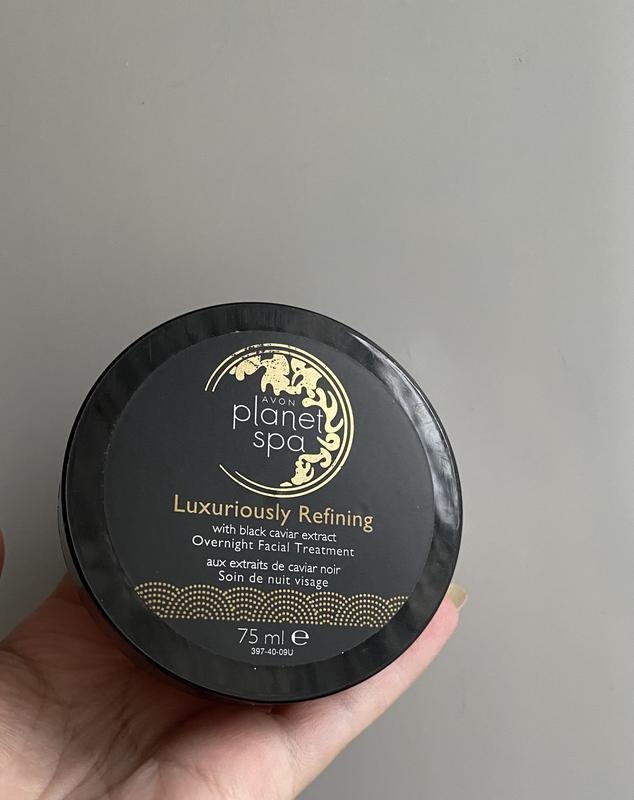 AVON
planet
spa
Luxuriously Refining
with black caviar extract
Overnight Facial Treatment
aux extraits de caviar noir
Soin de nuit visage
75 ml e
397-40-09U